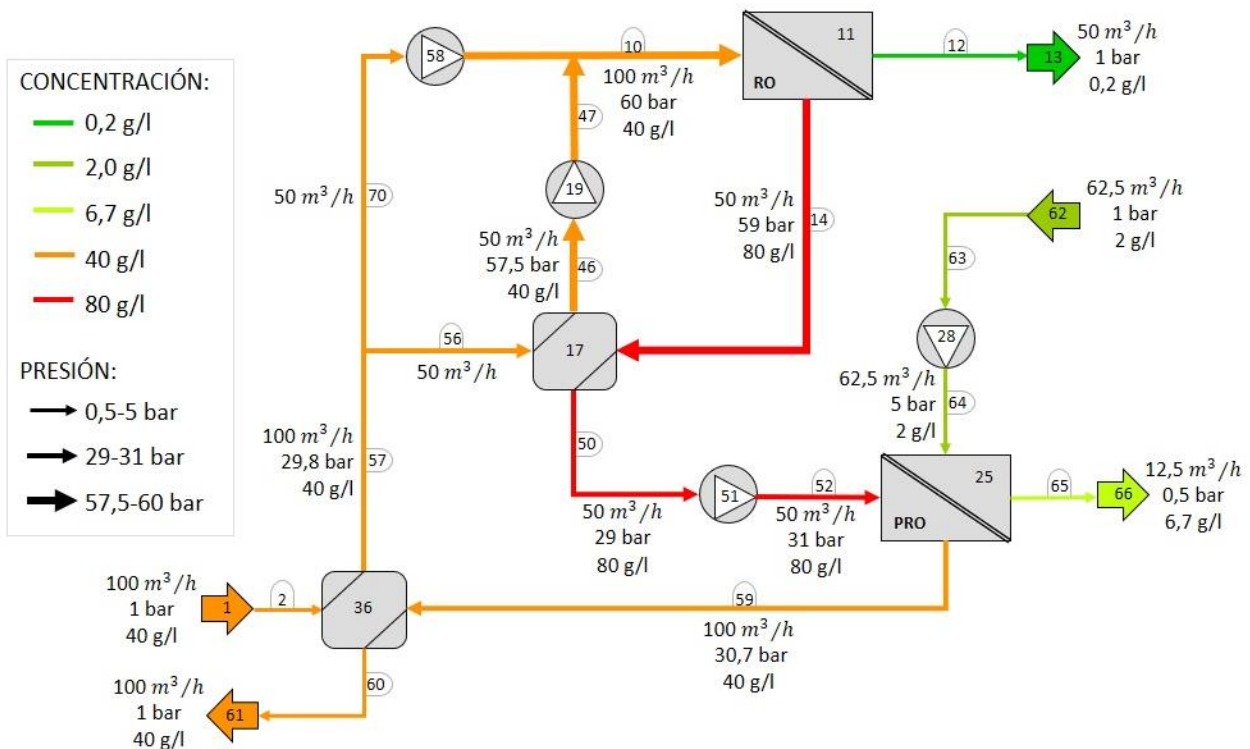 CONCENTRACIÓN:
0,2 g/l
2,0 g/l
6,7 g/l
40 g/l
80 g/l
PRESIÓN:
0,5-5 bar
29-31 bar
57,5-60 bar
58
10
100 m³/h
60 bar
40 g/l
11
RO
12
13
50 m³/h
1 bar
0,2 g/l
47
19
50 m³/h
70
50 m³/h
57,5 bar
40 g/l
46
50 m³/h
59 bar
80 g/l
14
62
62,5 m³/h
1 bar
2 g/l
63
28
62,5 m³/h
5 bar
2 g/l
64
56
50 m³/h
17
100 m³/h
29,8 bar
40 g/l
57
50
50 m³/h
29 bar
80 g/l
51
52
50 m³/h
31 bar
80 g/l
25
PRO
65
66
12,5 m³/h
0,5 bar
6,7 g/l
100 m³/h
1 bar
40 g/l
1
2
36
59
100 m³/h
30,7 bar
40 g/l
60
100 m³/h
1 bar
40 g/l
61